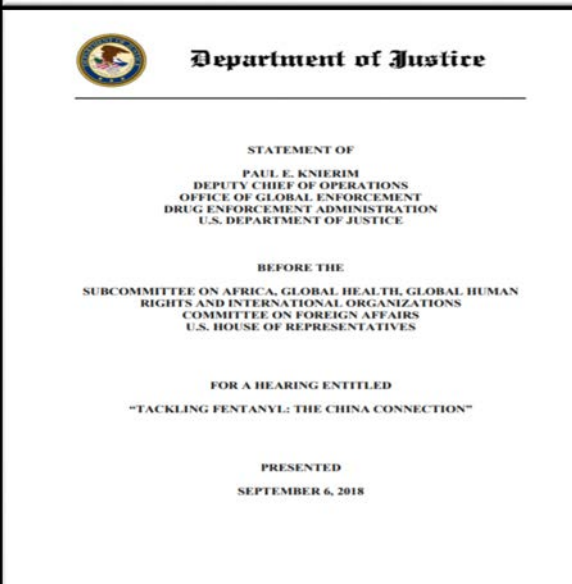 Department of Justice
STATEMENT OF
PAUL E. KNIERIM
DEPUTY CHIEF OF OPERATIONS
OFFICE OF GLOBAL ENFORCEMENT
DRUG ENFORCEMENT ADMINISTRATION
U.S. DEPARTMENT OF JUSTICE
BEFORE THE
SUBCOMMITTEE ON AFRICA, GLOBAL HEALTH, GLOBAL HUMAN
RIGHTS AND INTERNATIONAL ORGANIZATIONS
COMMITTEE ON FOREIGN AFFAIRS
U.S. HOUSE OF REPRESENTATIVES
FOR A HEARING ENTITLED
“TACKLING FENTANYL: THE CHINA CONNECTION”
PRESENTED
SEPTEMBER 6, 2018